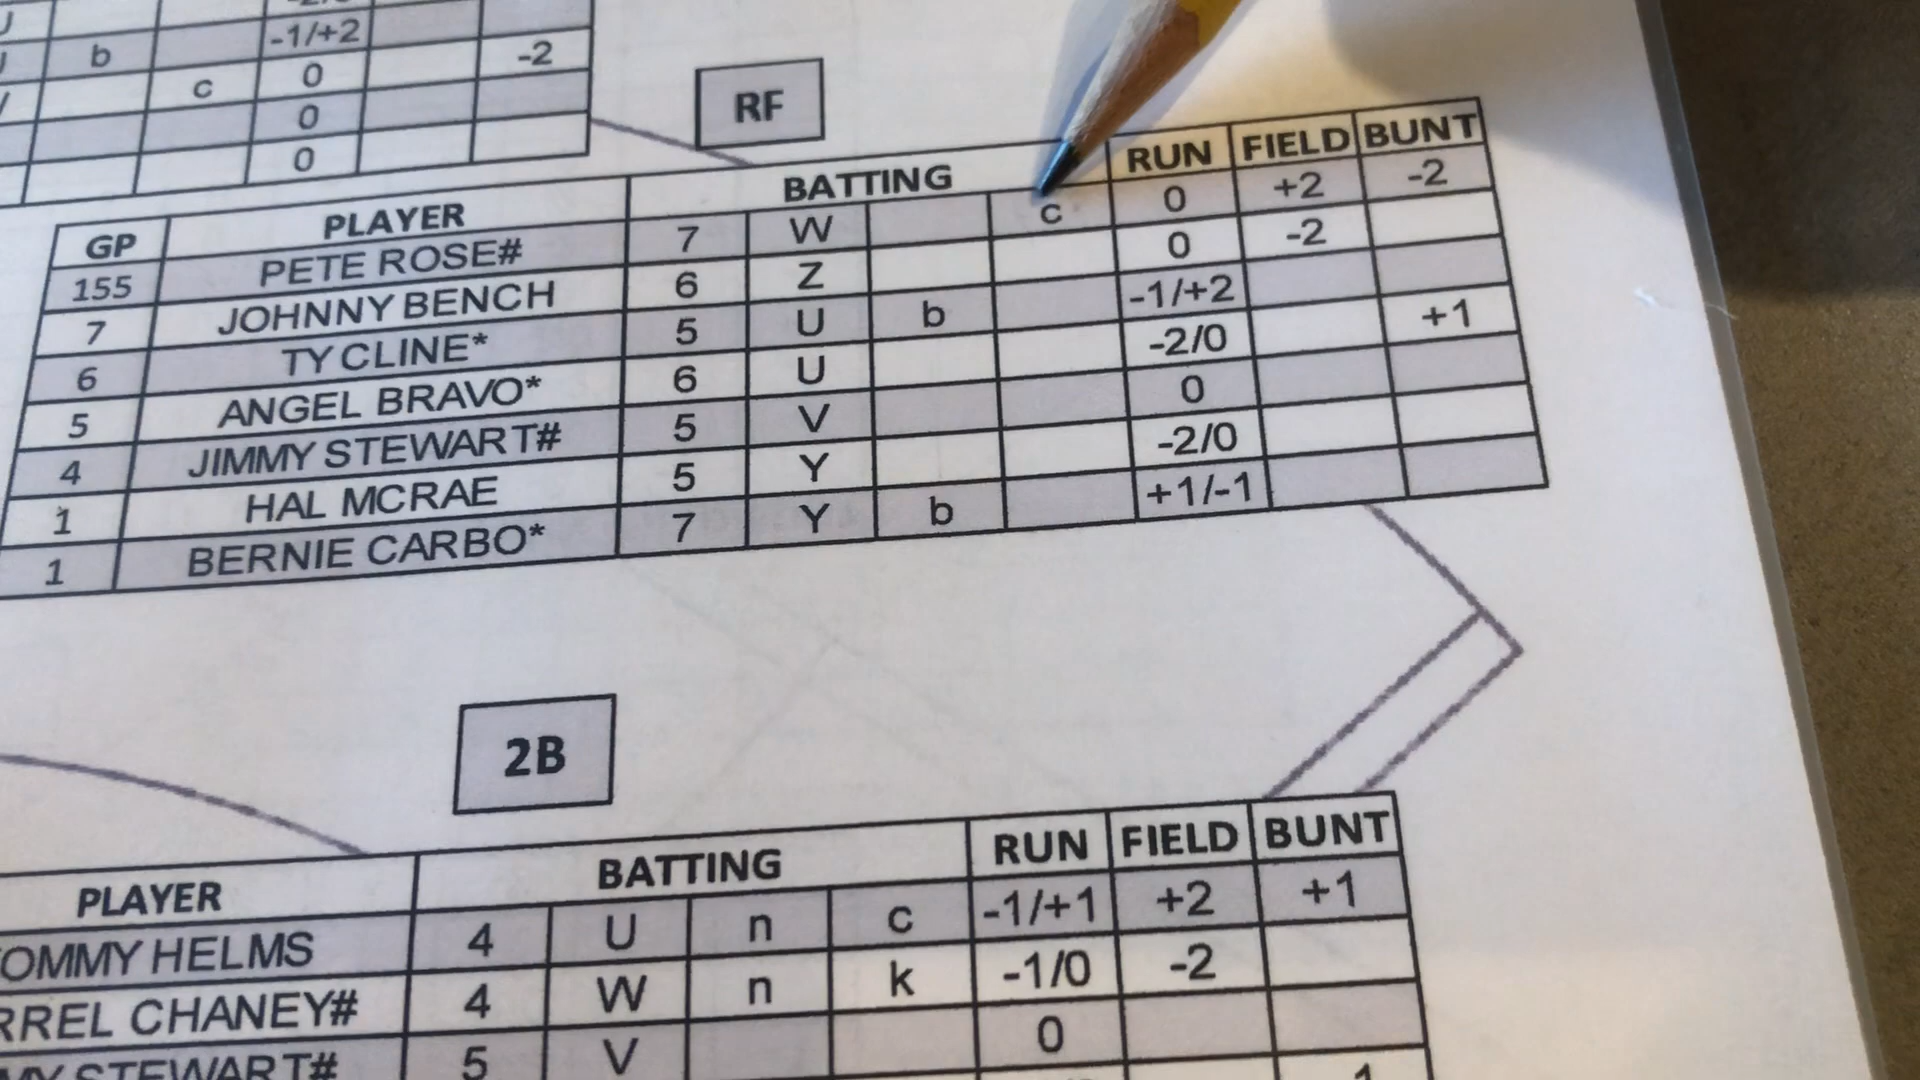 b -1/+2
c 0 -2
0
0
RF
GP PLAYER BATTING RUN FIELD BUNT
155 PETE ROSE# 7 W c 0 +2 -2
7 JOHNNY BENCH 6 Z 0 -2
6 TY CLINE* 5 U b -1/+2
5 ANGEL BRAVO* 6 U -2/0 +1
4 JIMMY STEWART# 5 V 0
1 HAL MCRAE 5 Y -2/0
1 BERNIE CARBO* 7 Y b +1/-1
2B
PLAYER BATTING RUN FIELD BUNT
OMMY HELMS 4 U n c -1/+1 +2 +1
RREL CHANEY# 4 W n k -1/0 -2
MY STEWART# 5 V 0